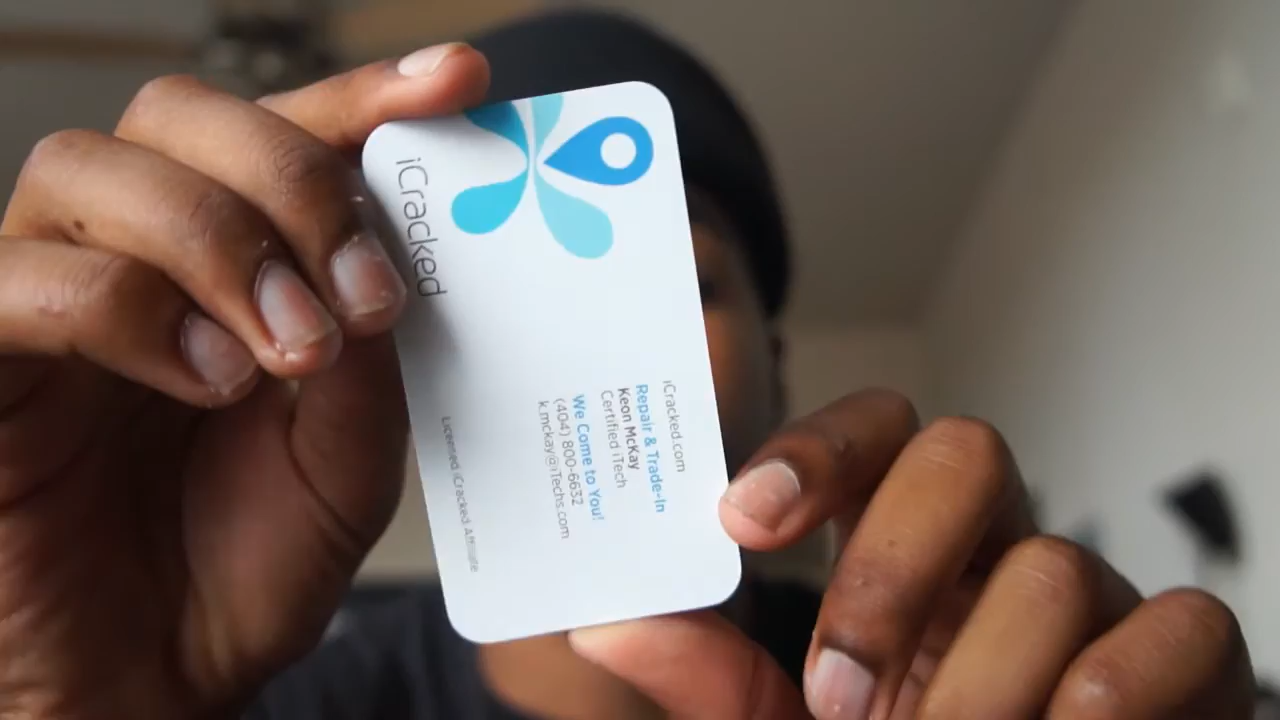 iCracked
iCracked.com
Repair & Trade-In
Keon McKay
Certified iTech
We Come to You!
(404) 800-6632
k.mckay@iTechs.com
Licensed iCracked Affiliate